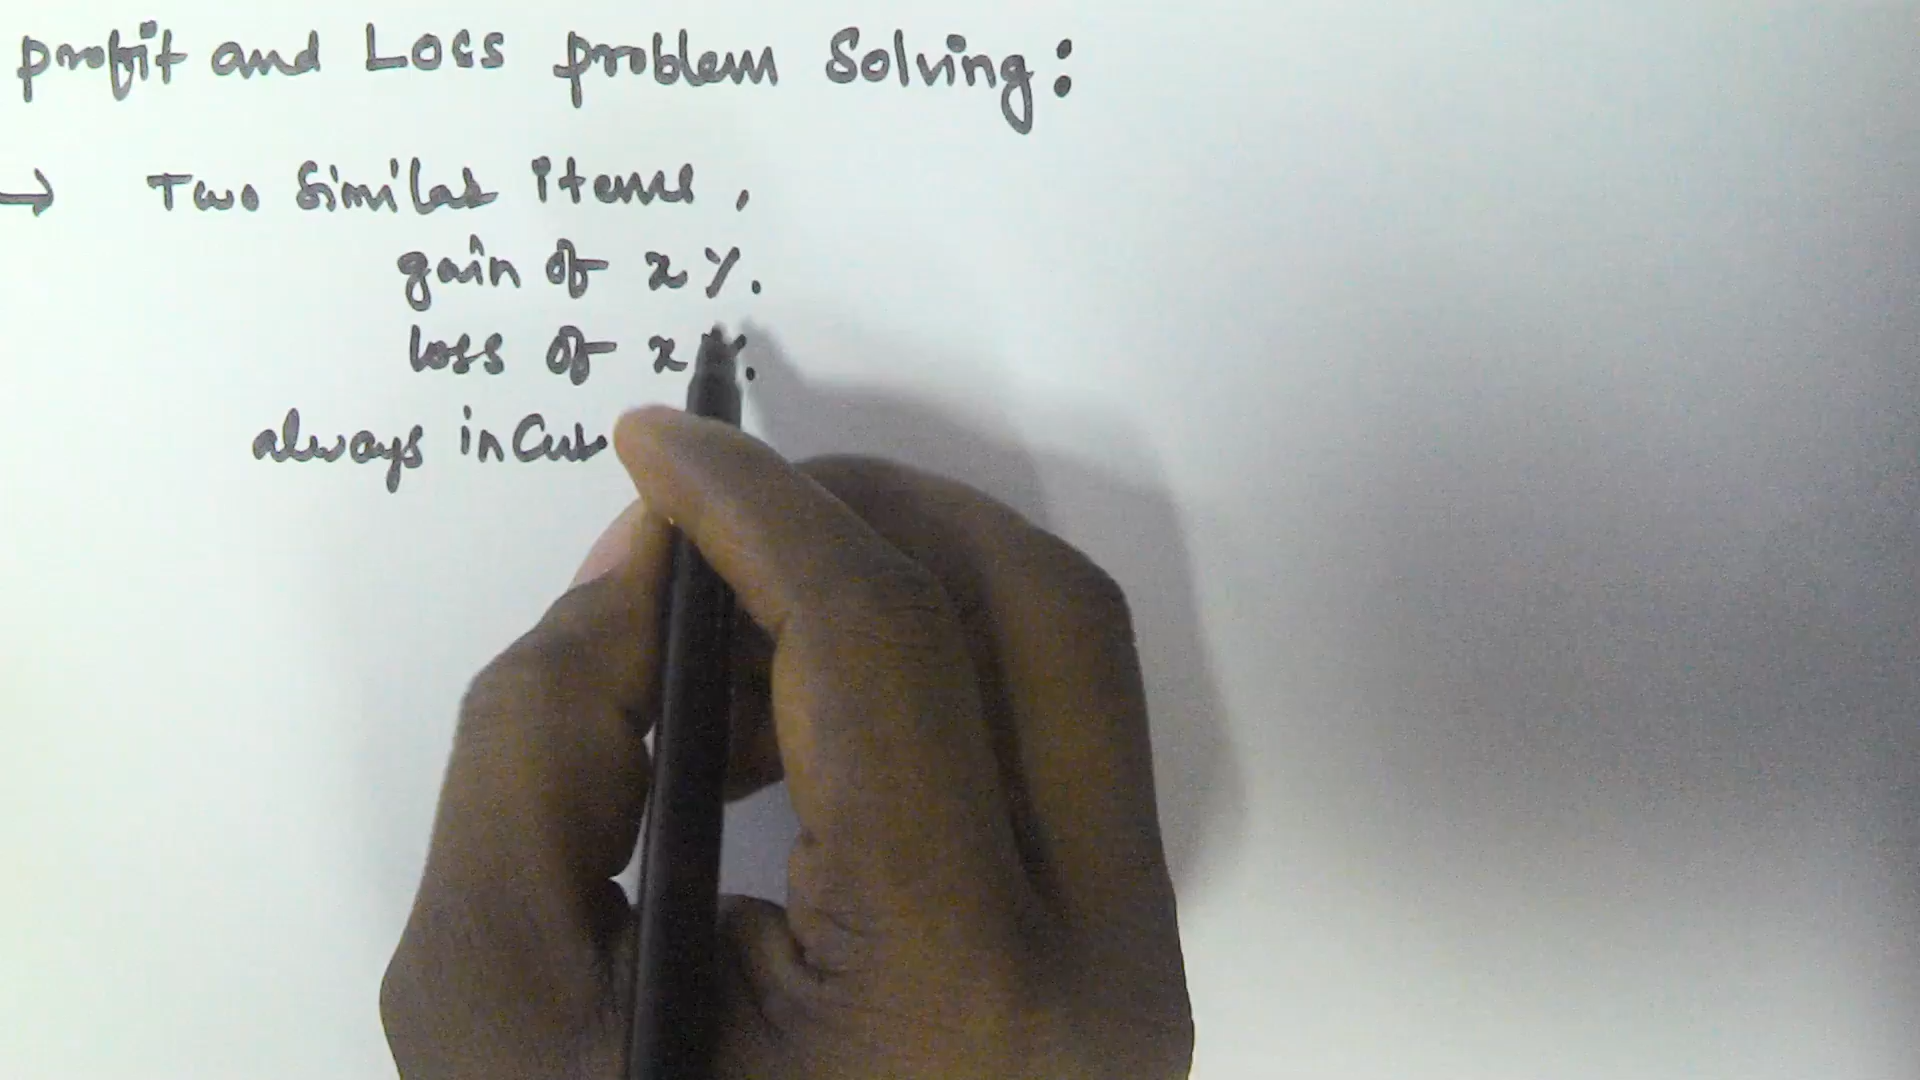 profit and Loss problem Solving:
→ Two Similar items,
gain of x %.
loss of x %.
always incur